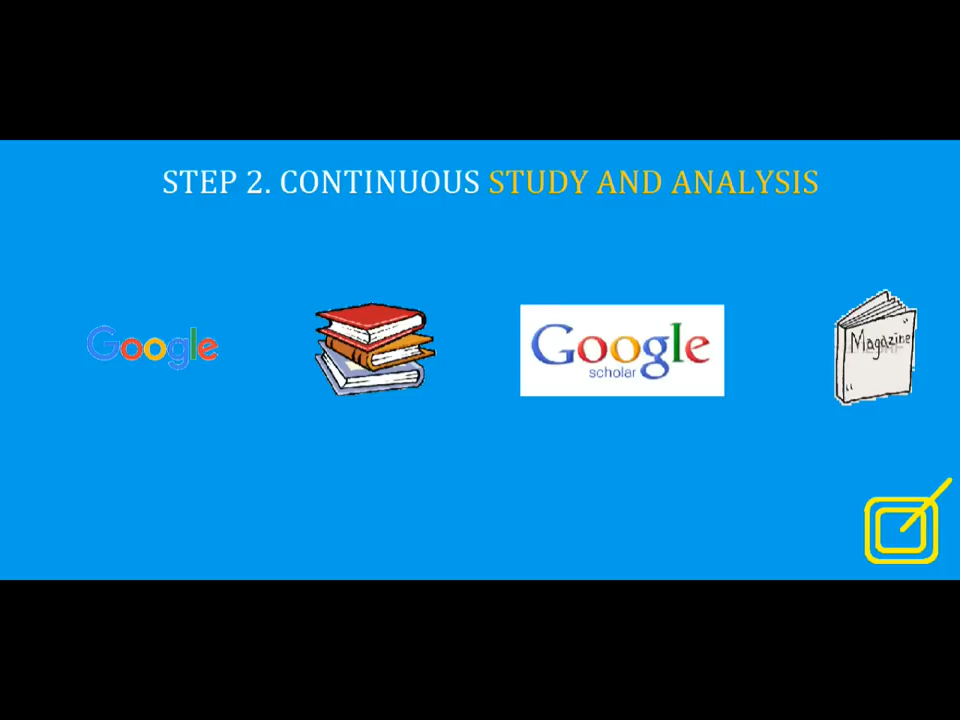 STEP 2. CONTINUOUS STUDY AND ANALYSIS
Google
Google
scholar
Magazine